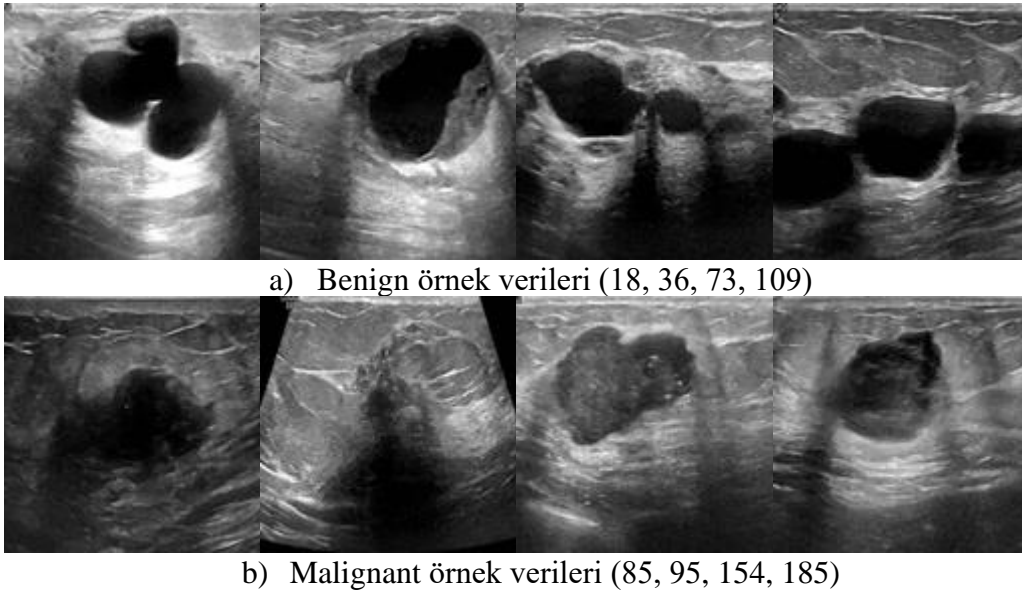 a) Benign örnek verileri (18, 36, 73, 109)
b) Malignant örnek verileri (85, 95, 154, 185)